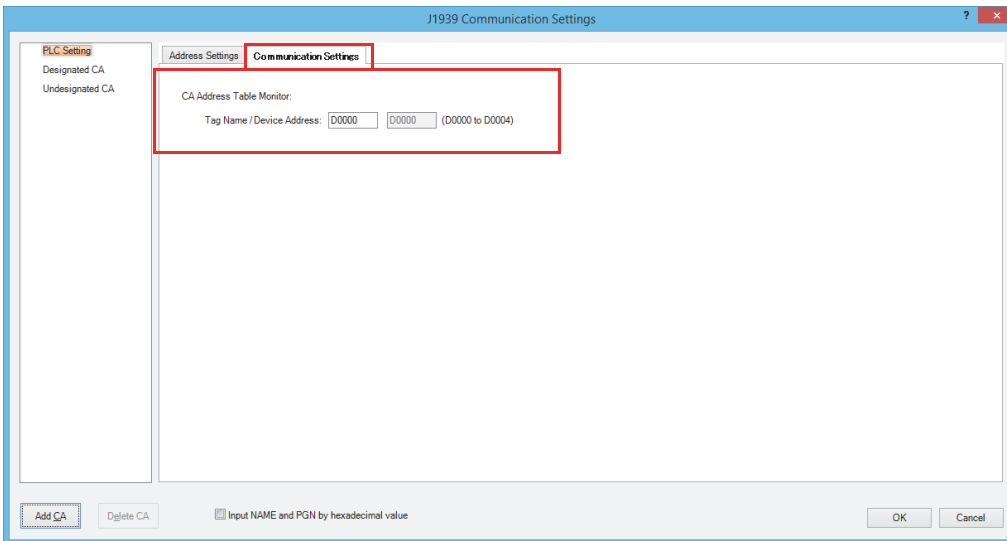 J1939 Communication Settings
? ×
PLC Setting
Designated CA
Undesignated CA
Address Settings Communication Settings
CA Address Table Monitor:
Tag Name / Device Address: D0000 D0000 (D0000 to D0004)
Add CA Delete CA Input NAME and PGN by hexadecimal value OK Cancel